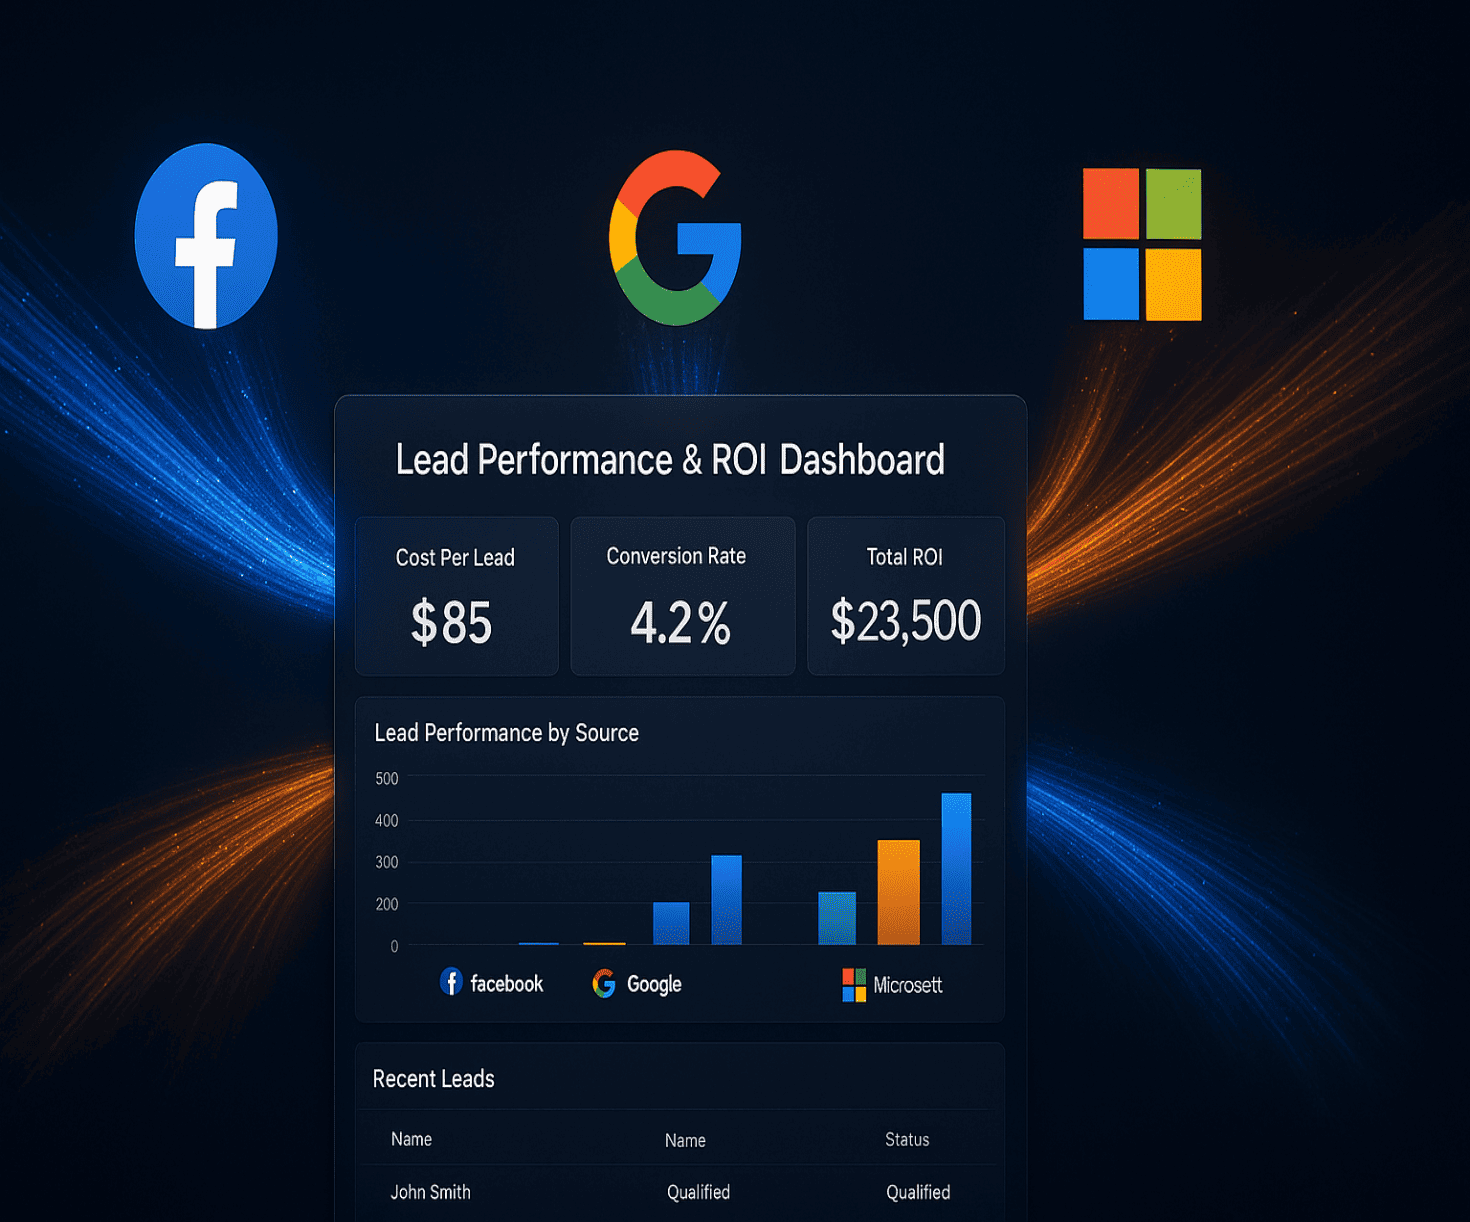 Lead Performance & ROI Dashboard
Cost Per Lead
$85
Conversion Rate
4.2%
Total ROI
$23,500
Lead Performance by Source
500
400
300
200
0
facebook
Google
Microsett
Recent Leads
Name Name Status
John Smith Qualified Qualified